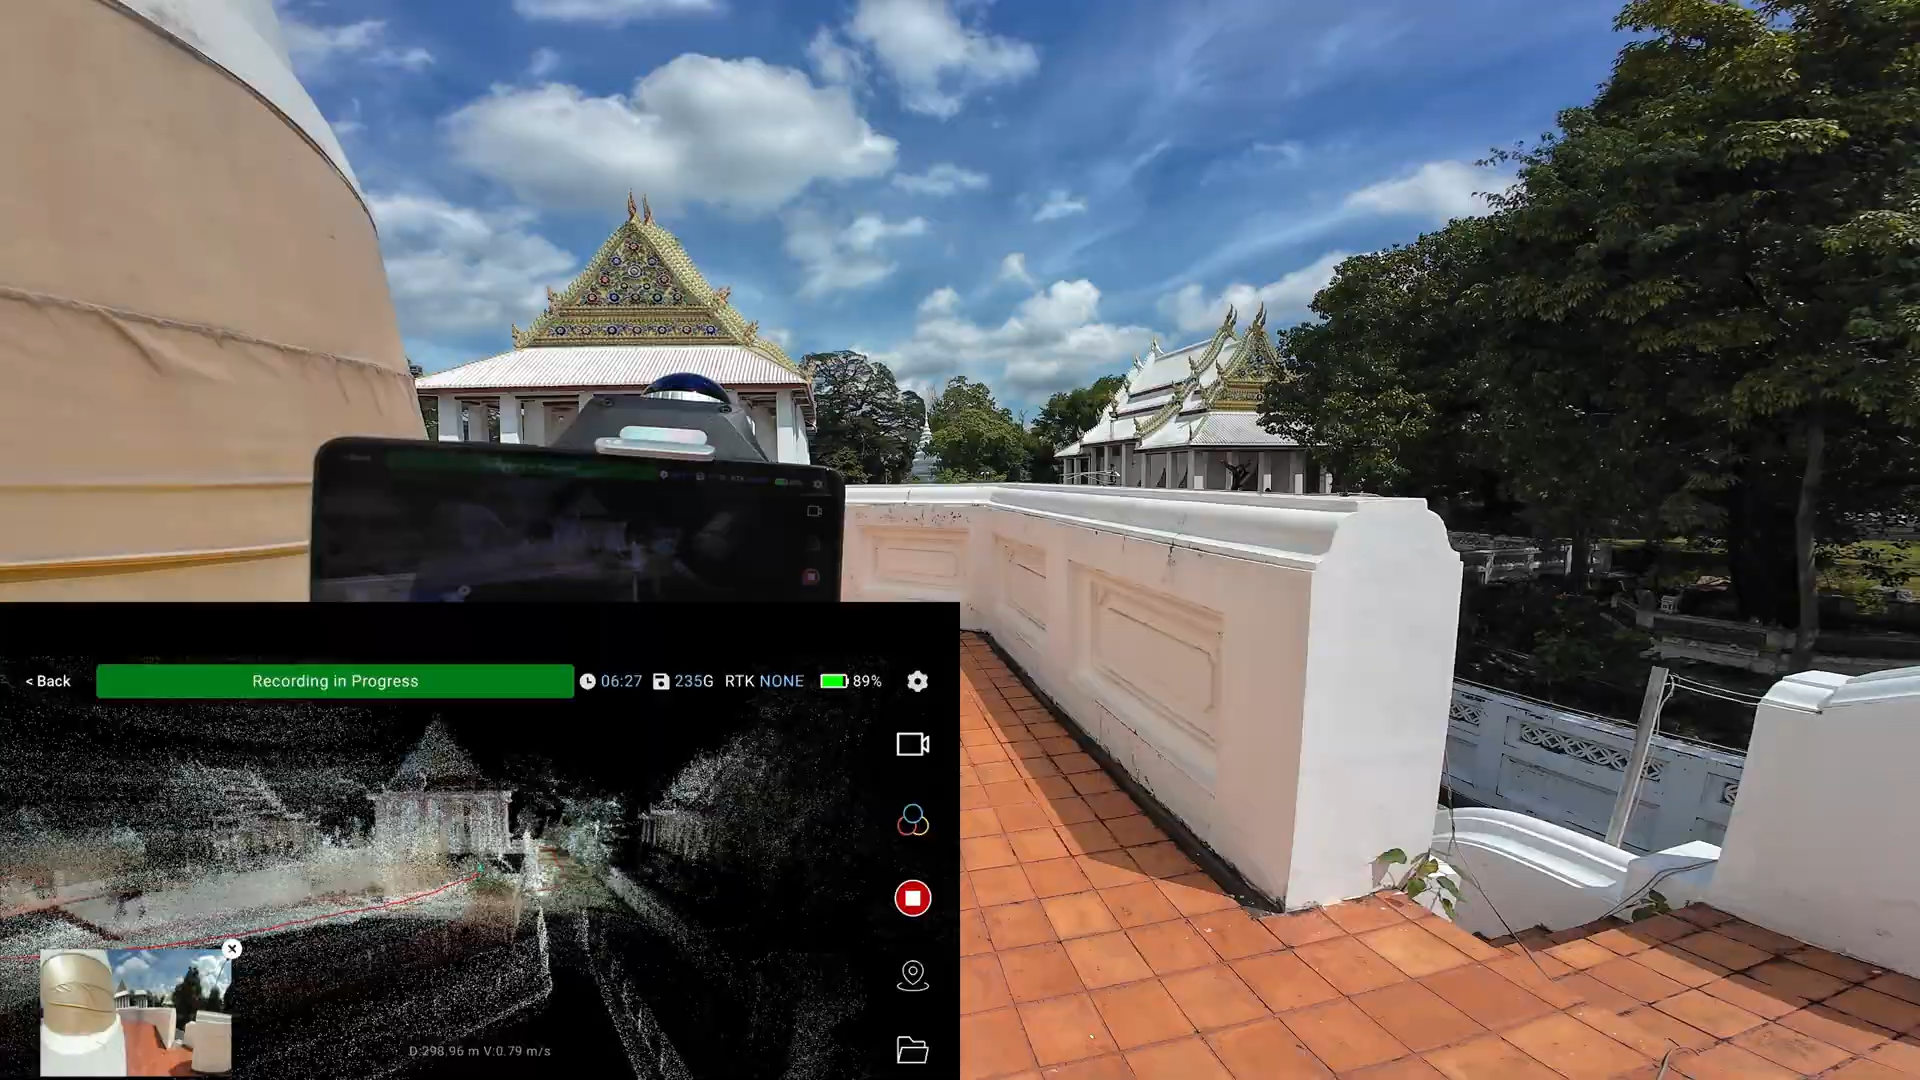 < Back
Recording in Progress
06:27
235G
RTK NONE
89%
D:298.96 m V:0.79 m/s